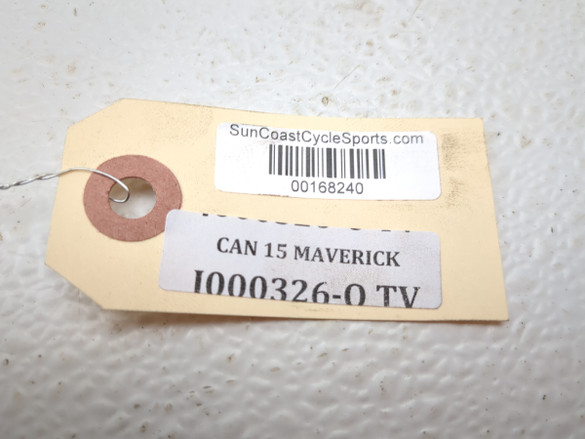 SunCoastCycleSports.com
00168240
CAN 15 MAVERICK
I000326-O TV